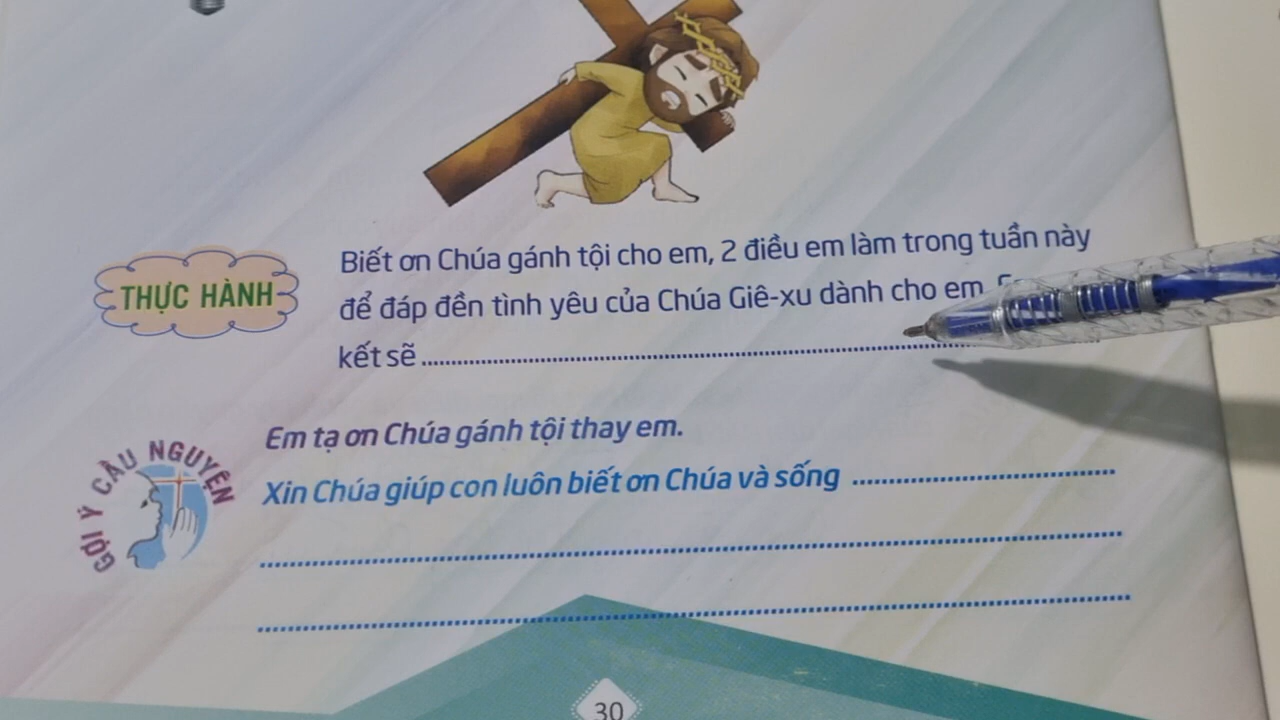 THỰC HÀNH
Biết ơn Chúa gánh tội cho em, 2 điều em làm trong tuần này
để đáp đền tình yêu của Chúa Giê-xu dành cho em.
kết sẽ
GỢI Ý CẦU NGUYỆN
Em tạ ơn Chúa gánh tội thay em.
Xin Chúa giúp con luôn biết ơn Chúa và sống
30